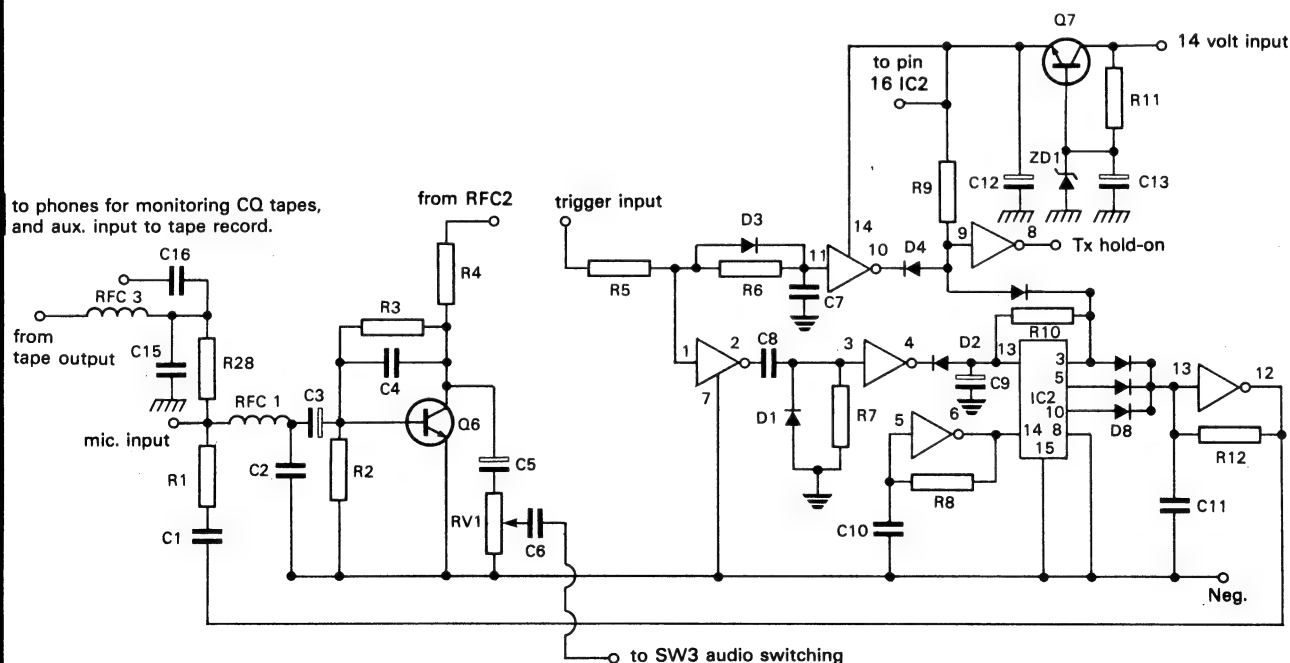 Q7
14 volt input
to pin
16 IC2
R11
ZD1
R9
C12
C13
to phones for monitoring CQ tapes,
and aux. input to tape record.
from RFC2
trigger input
D3
14
9
8
Tx hold-on
C16
R4
11
10
D4
RFC 3
R5
R6
C7
R3
from
tape output
C15
R28
C4
1
2
C8
3
4
D2
13
R10
3
13
12
5
C9
IC2
RFC 1
C3
7
10
D8
Q6
D1
R7
5
6
14
8
mic. input
15
R12
R1
C2
R2
C5
R8
C11
RV1
C10
C1
C6
Neg.
to SW3 audio switching